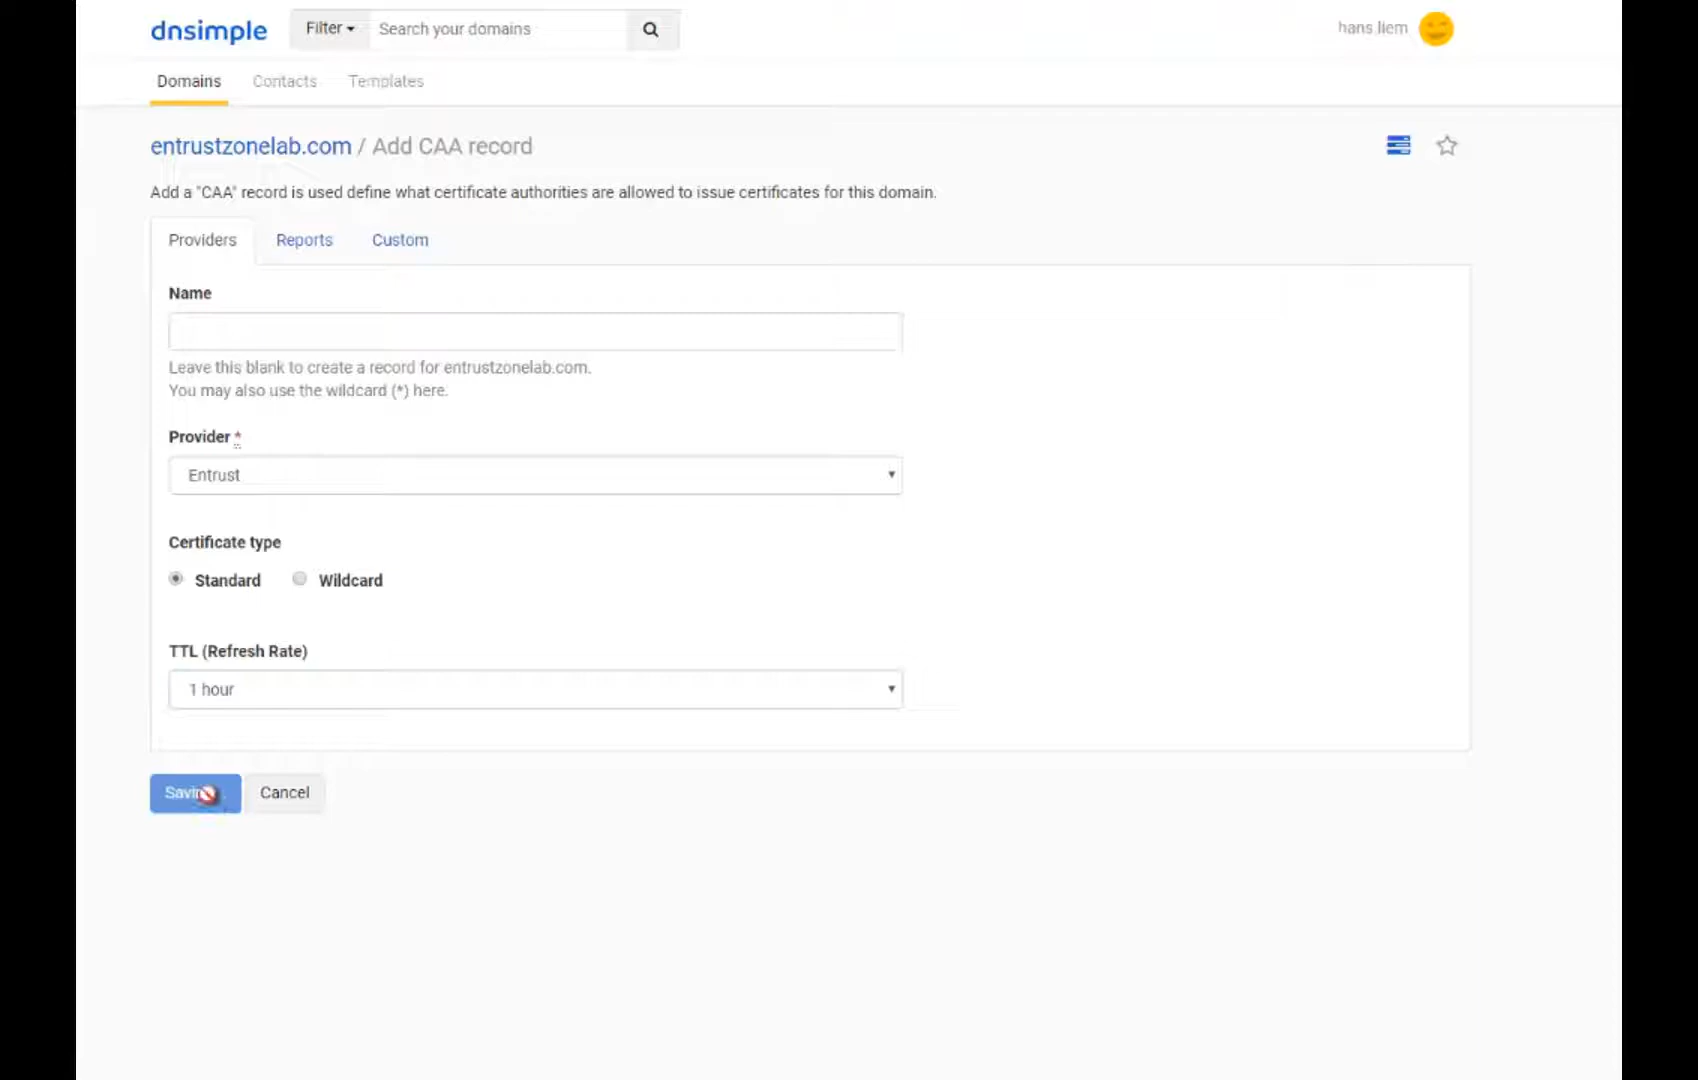 dnsimple Filter Search your domains hans.liem
Domains Contacts Templates
entrustzonelab.com / Add CAA record
Add a "CAA" record is used define what certificate authorities are allowed to issue certificates for this domain.
Providers Reports Custom
Name
Leave this blank to create a record for entrustzonelab.com.
You may also use the wildcard (*) here.
Provider *
Entrust
Certificate type
Standard Wildcard
TTL (Refresh Rate)
1 hour
Cancel